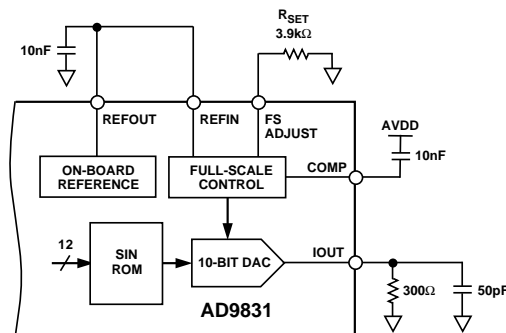 RSET
3.9kΩ
10nF
REFOUT
REFIN
FS
ADJUST
AVDD
10nF
COMP
ON-BOARD
REFERENCE
FULL-SCALE
CONTROL
12
SIN
ROM
10-BIT DAC
IOUT
AD9831
300Ω
50pF